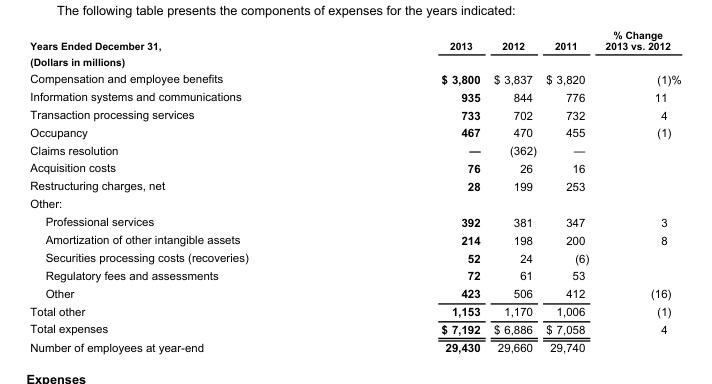 The following table presents the components of expenses for the years indicated:
% Change
Years Ended December 31, 2013 2012 2011 2013 vs. 2012
(Dollars in millions)
Compensation and employee benefits $ 3,800 $ 3,837 $ 3,820 (1)%
Information systems and communications 935 844 776 11
Transaction processing services 733 702 732 4
Occupancy 467 470 455 (1)
Claims resolution — (362) —
Acquisition costs 76 26 16
Restructuring charges, net 28 199 253
Other:
Professional services 392 381 347 3
Amortization of other intangible assets 214 198 200 8
Securities processing costs (recoveries) 52 24 (6)
Regulatory fees and assessments 72 61 53
Other 423 506 412 (16)
Total other 1,153 1,170 1,006 (1)
Total expenses $ 7,192 $ 6,886 $ 7,058 4
Number of employees at year-end 29,430 29,660 29,740
Expenses